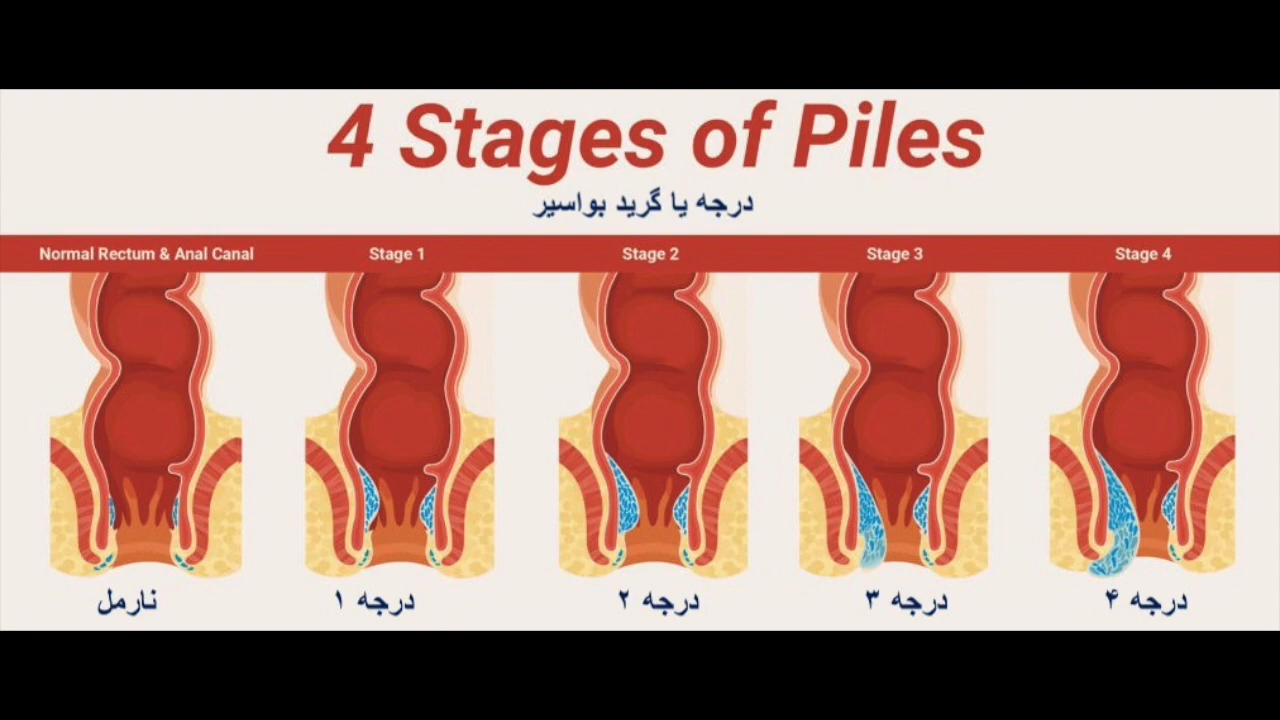 4 Stages of Piles
درجه یا گرید بواسیر
Normal Rectum & Anal Canal
Stage 1
Stage 2
Stage 3
Stage 4
نارمل
درجه ۱
درجه ۲
درجه ۳
درجه ۴